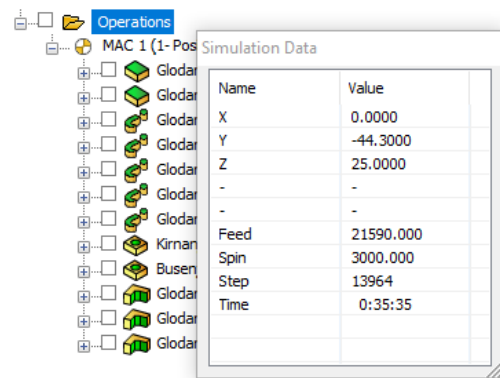 Operations
MAC 1 (1- Pos
Glodar
Glodar
Glodar
Glodar
Glodar
Glodar
Glodar
Kirnan
Busenj
Glodar
Glodar
Glodar
Simulation Data
Name Value
X 0.0000
Y -44.3000
Z 25.0000
- -
- -
Feed 21590.000
Spin 3000.000
Step 13964
Time 0:35:35